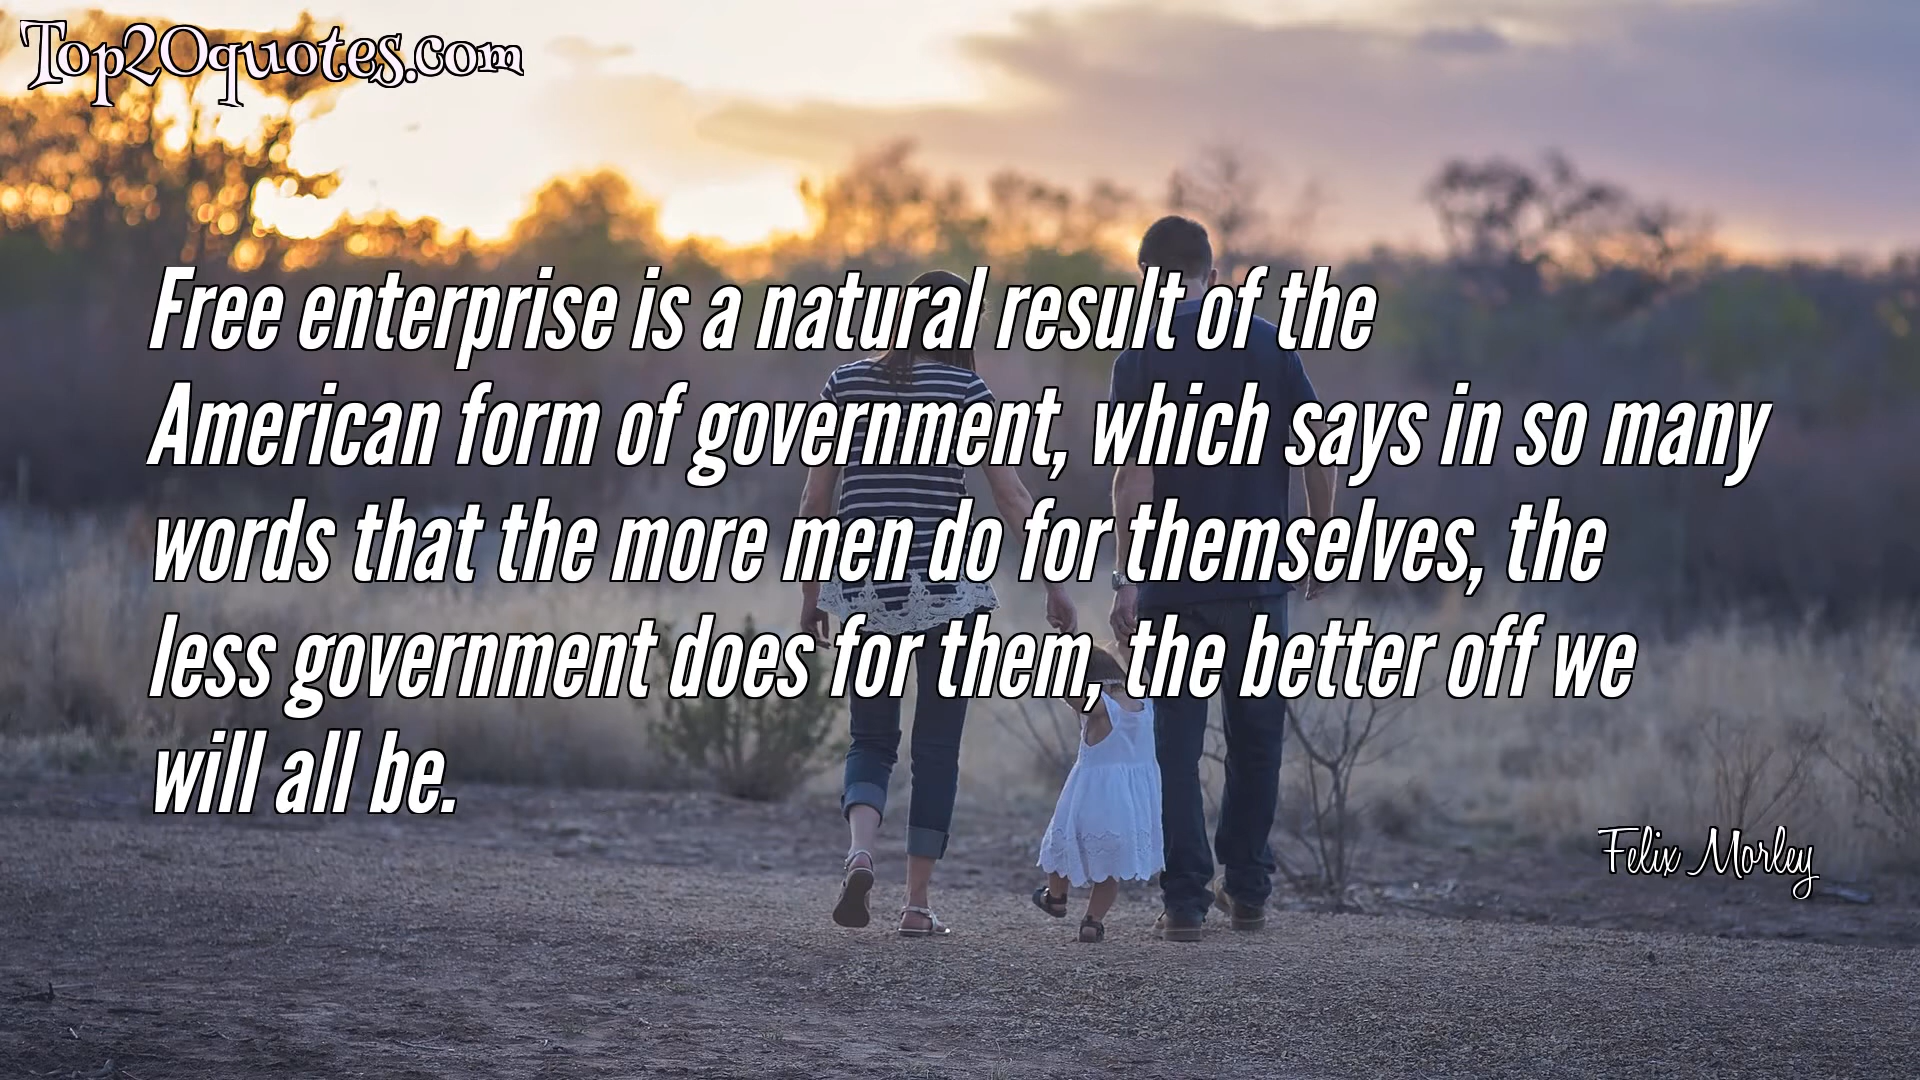 Top20quotes.com
Free enterprise is a natural result of the
American form of government, which says in so many
words that the more men do for themselves, the
less government does for them, the better off we
will all be.
Felix Morley